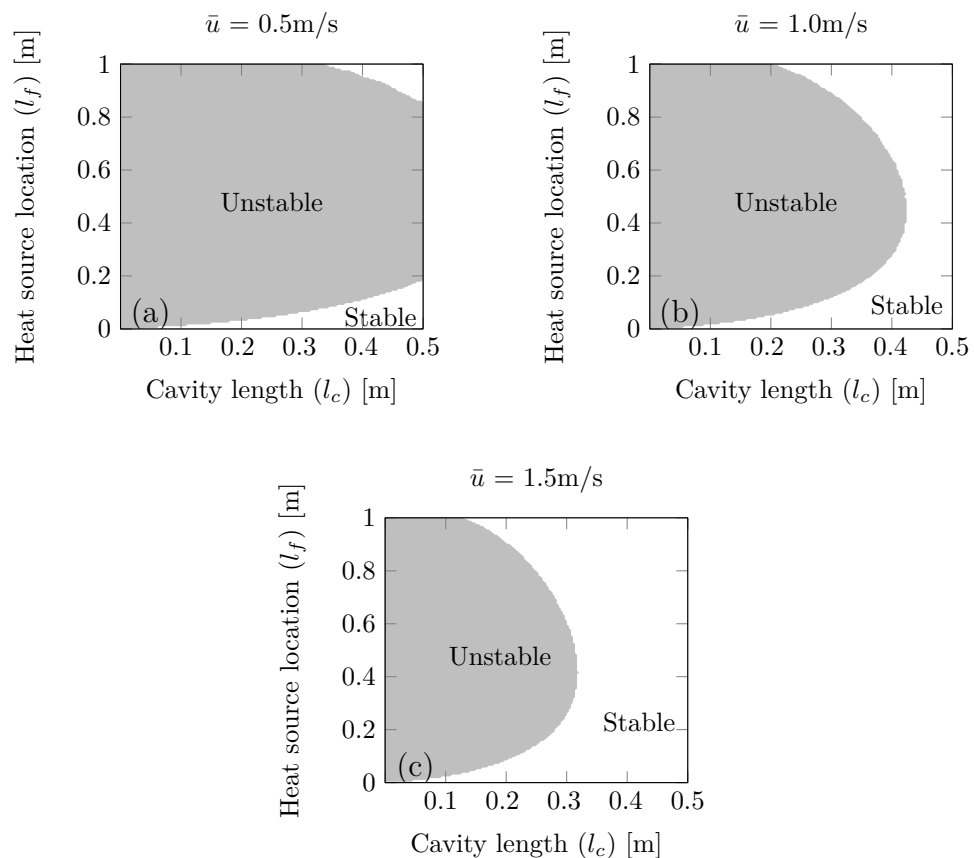 ū = 0.5m/s
Heat source location (l_f) [m]
1
0.8
0.6
0.4
0.2
0
Unstable
(a)
Stable
0.1 0.2 0.3 0.4 0.5
Cavity length (l_c) [m]
ū = 1.0m/s
Heat source location (l_f) [m]
1
0.8
0.6
0.4
0.2
0
Unstable
(b)
Stable
0.1 0.2 0.3 0.4 0.5
Cavity length (l_c) [m]
ū = 1.5m/s
Heat source location (l_f) [m]
1
0.8
0.6
0.4
0.2
0
Unstable
Stable
(c)
0.1 0.2 0.3 0.4 0.5
Cavity length (l_c) [m]